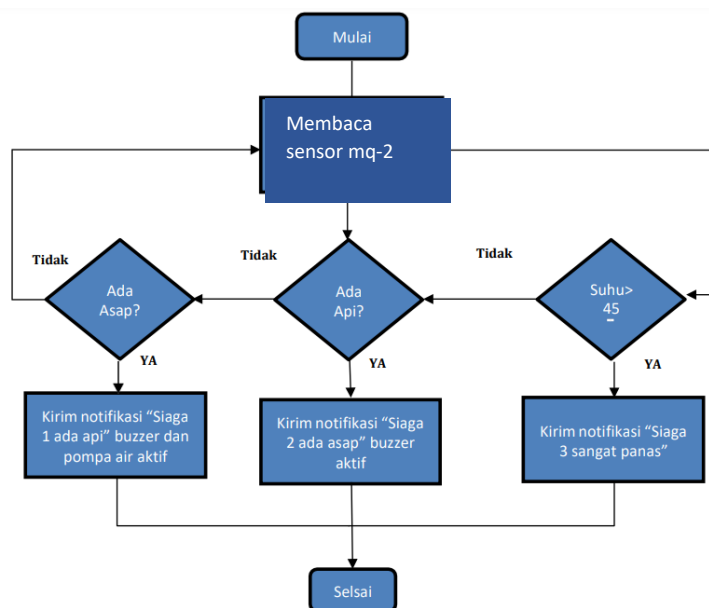 Mulai
Membaca
sensor mq-2
Tidak
Tidak
Tidak
Ada
Asap?
Ada
Api?
Suhu>
45
YA
YA
YA
Kirim notifikasi “Siaga
1 ada api” buzzer dan
pompa air aktif
Kirim notifikasi “Siaga
2 ada asap” buzzer
aktif
Kirim notifikasi “Siaga
3 sangat panas”
Selsai